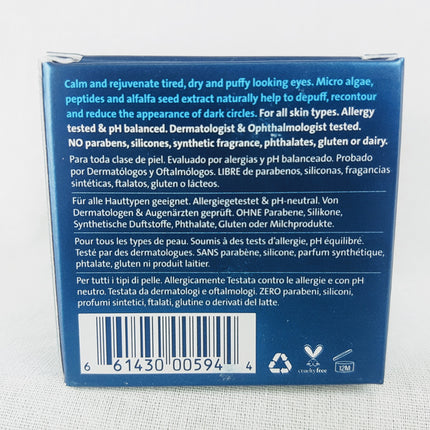 Calm and rejuvenate tired, dry and puffy looking eyes. Micro algae,
peptides and alfalfa seed extract naturally help to depuff, recontour
and reduce the appearance of dark circles. For all skin types. Allergy
tested & pH balanced. Dermatologist & Ophthalmologist tested.
NO parabens, silicones, synthetic fragrance, phthalates, gluten or dairy.
Para toda clase de piel. Evaluado por alergias y pH balanceado. Probado
por Dermatólogos y Oftalmólogos. LIBRE de parabenos, siliconas, fragancias
sintéticas, ftalatos, gluten o lácteos.
Für alle Hauttypen geeignet. Allergiegetestet & pH-neutral. Von
Dermatologen & Augenärzten geprüft. OHNE Parabene, Silikone,
Synthetische Duftstoffe, Phthalate, Gluten oder Milchprodukte.
Pour tous les types de peau. Soumis à des tests d'allergie, pH équilibré.
Testé par des dermatologues. SANS parabène, silicone, parfum synthétique,
phtalate, gluten ni produit laitier.
Per tutti i tipi di pelle. Allergicamente Testata contro le allergie e con pH
neutro. Testata da dermatologi e oftalmologi. ZERO parabeni, siliconi,
profumi sintetici, ftalati, glutine o derivati del latte.
6 61430 00594 4
cruelty free
12M